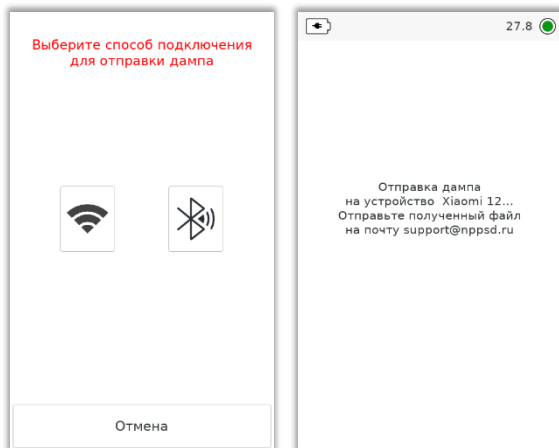 Выберите способ подключения
для отправки дампа
Отмена
27.8
Отправка дампа
на устройство Xiaomi 12...
Отправьте полученный файл
на почту support@nppsd.ru